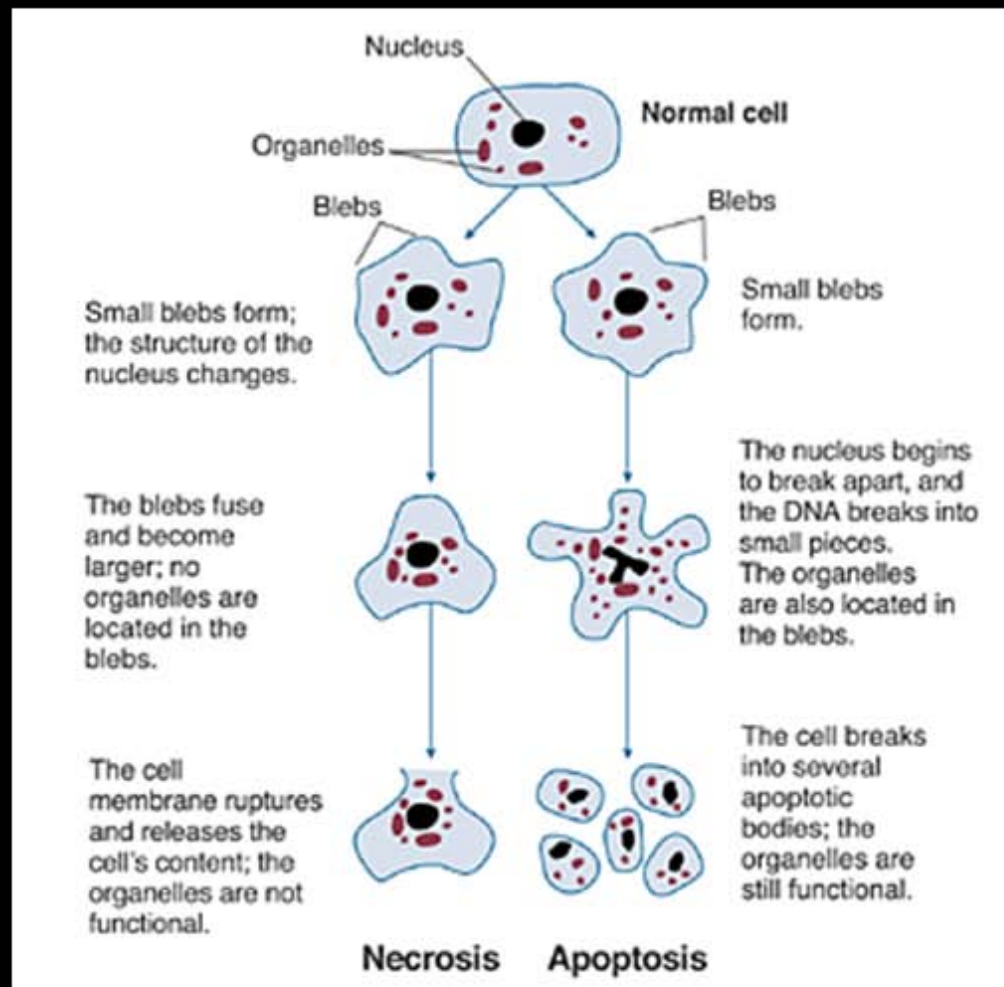 Nucleus
Normal cell
Organelles
Blebs
Blebs
Small blebs form;
the structure of the
nucleus changes.
Small blebs
form.
The blebs fuse
and become
larger; no
organelles are
located in the
blebs.
The nucleus begins
to break apart, and
the DNA breaks into
small pieces.
The organelles
are also located in
the blebs.
The cell
membrane ruptures
and releases the
cell's content; the
organelles are not
functional.
The cell breaks
into several
apoptotic
bodies; the
organelles are
still functional.
Necrosis
Apoptosis